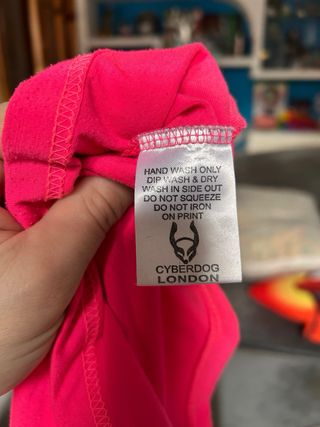 HAND WASH ONLY
DIP WASH & DRY
WASH IN SIDE OUT
DO NOT SQUEEZE
DO NOT IRON
ON PRINT
CYBERDOG
LONDON